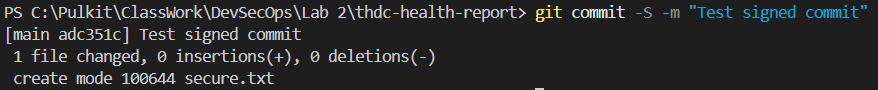 PS C:\Pulkit\ClassWork\DevSecOps\Lab 2\thdc-health-report> git commit -S -m "Test signed commit"
[main adc351c] Test signed commit
 1 file changed, 0 insertions(+), 0 deletions(-)
 create mode 100644 secure.txt